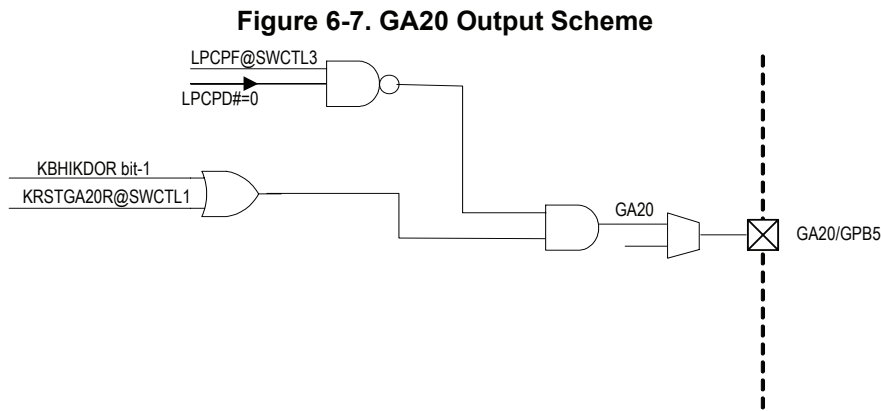 Figure 6-7. GA20 Output Scheme
LPCPF@SWCTL3
LPCPD#=0
KBHIKDOR bit-1
KRSTGA20R@SWCTL1
GA20
GA20/GPB5